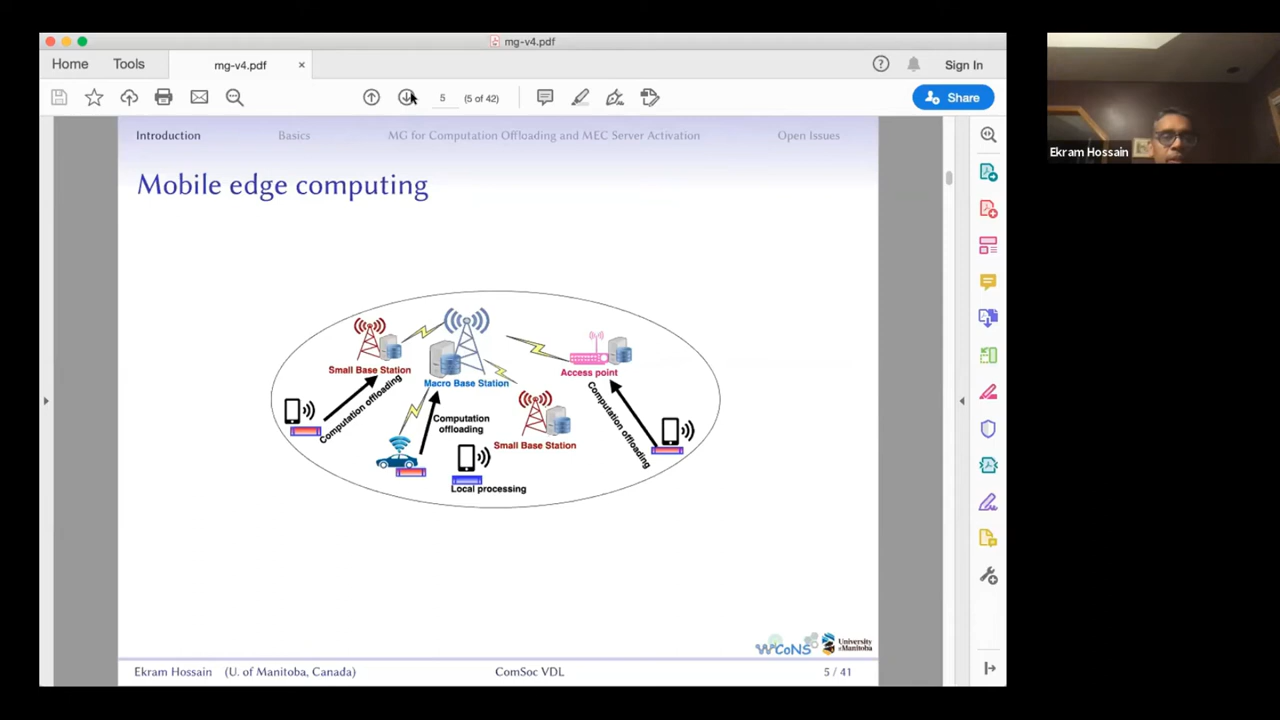 mg-v4.pdf
Home
Tools
mg-v4.pdf
×
Sign In
5
(5 of 42)
Share
Ekram Hossain
Introduction
Basics
MG for Computation Offloading and MEC Server Activation
Open Issues
Mobile edge computing
Small Base Station
Macro Base Station
Access point
Computation offloading
Computation
offloading
Small Base Station
Computation offloading
Local processing
WCoNS
University
of Manitoba
Ekram Hossain
(U. of Manitoba, Canada)
ComSoc VDL
5 / 41